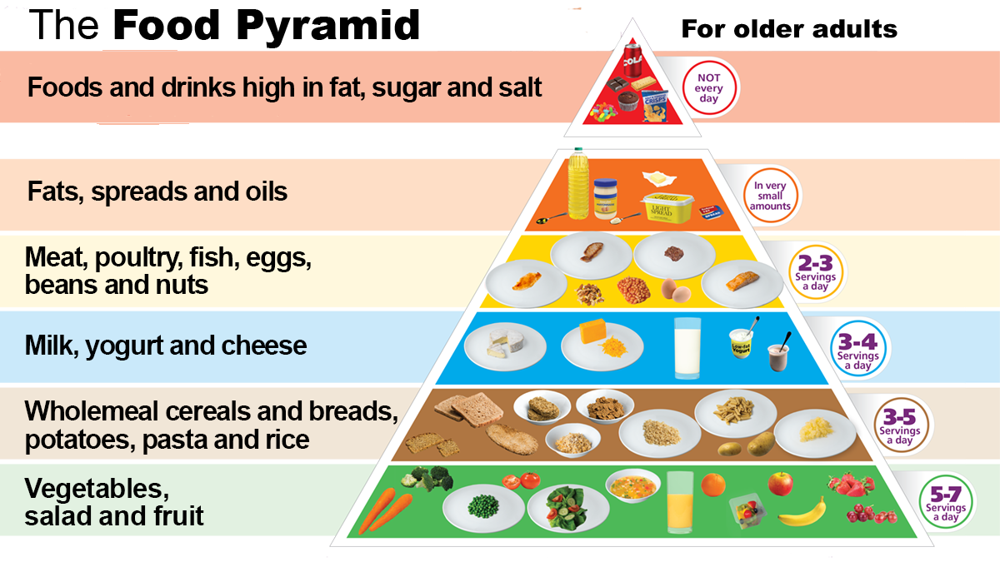 The Food Pyramid
For older adults
Foods and drinks high in fat, sugar and salt
COLA
CRISPS
NOT
every
day
Fats, spreads and oils
LIGHT
SPREAD
In very
small
amounts
Meat, poultry, fish, eggs,
beans and nuts
2-3
Servings
a day
Milk, yogurt and cheese
Low-fat
Yogurt
3-4
Servings
a day
Wholemeal cereals and breads,
potatoes, pasta and rice
3-5
Servings
a day
Vegetables,
salad and fruit
5-7
Servings
a day